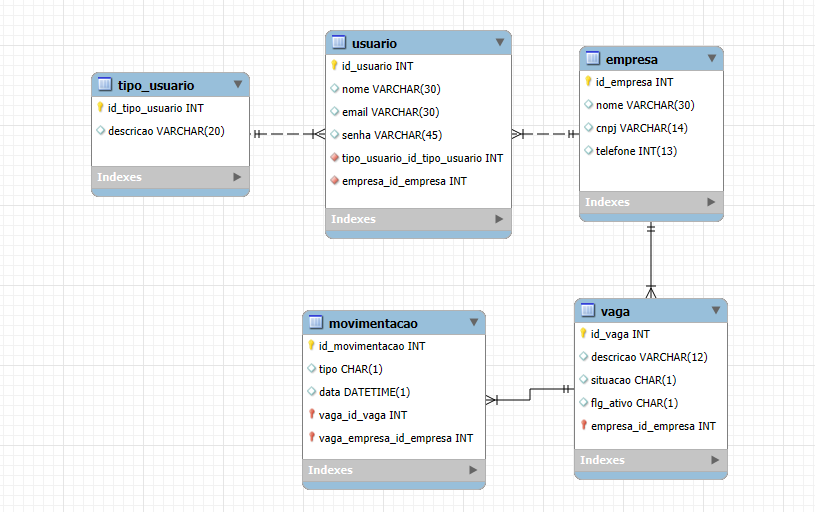 tipo_usuario
id_tipo_usuario INT
descricao VARCHAR(20)
Indexes
usuario
id_usuario INT
nome VARCHAR(30)
email VARCHAR(30)
senha VARCHAR(45)
tipo_usuario_id_tipo_usuario INT
empresa_id_empresa INT
Indexes
empresa
id_empresa INT
nome VARCHAR(30)
cnpj VARCHAR(14)
telefone INT(13)
Indexes
movimentacao
id_movimentacao INT
tipo CHAR(1)
data DATETIME(1)
vaga_id_vaga INT
vaga_empresa_id_empresa INT
Indexes
vaga
id_vaga INT
descricao VARCHAR(12)
situacao CHAR(1)
flg_ativo CHAR(1)
empresa_id_empresa INT
Indexes